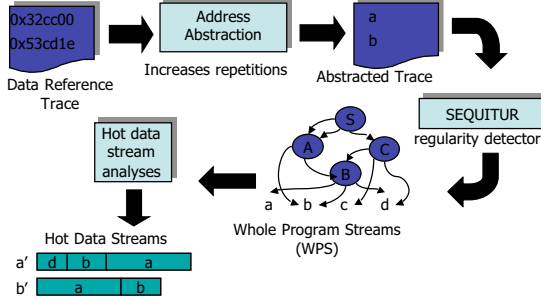 0x32cc00
0x53cd1e
Data Reference
Trace
Address
Abstraction
Increases repetitions
a
b
Abstracted Trace
SEQUITUR
regularity detector
S
A
C
B
a b c d
Whole Program Streams
(WPS)
Hot data
stream
analyses
Hot Data Streams
a’ d b a
b’ a b